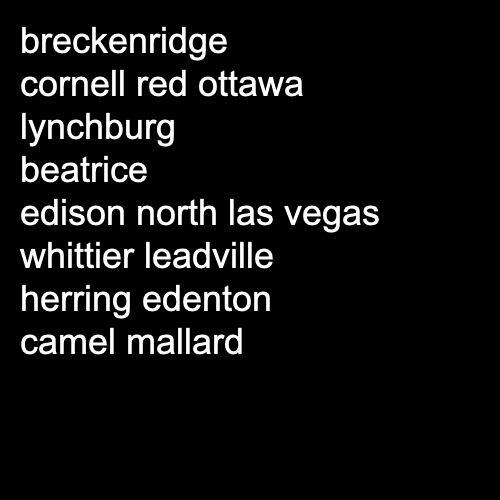 breckenridge
cornell red ottawa
lynchburg
beatrice
edison north las vegas
whittier leadville
herring edenton
camel mallard